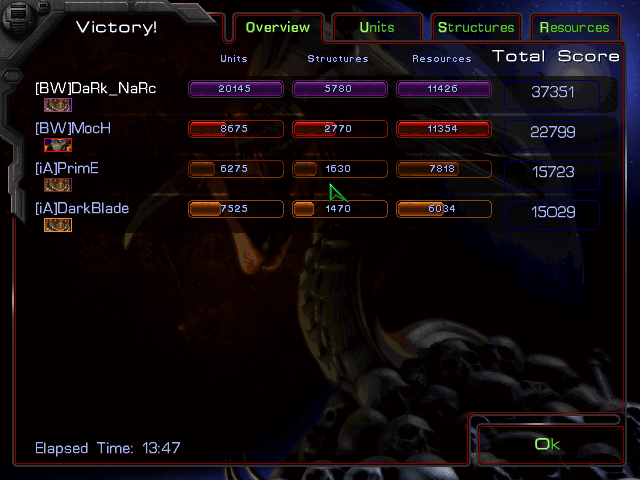 Victory!
Overview Units Structures Resources
Units Structures Resources Total Score
[BW]DaRk_NaRc 20145 5780 11426 37351
[BW]MocH 8675 2770 11354 22799
[iA]PrimE 6275 1630 7818 15723
[iA]DarkBlade 7525 1470 6034 15029
Elapsed Time: 13:47
Ok